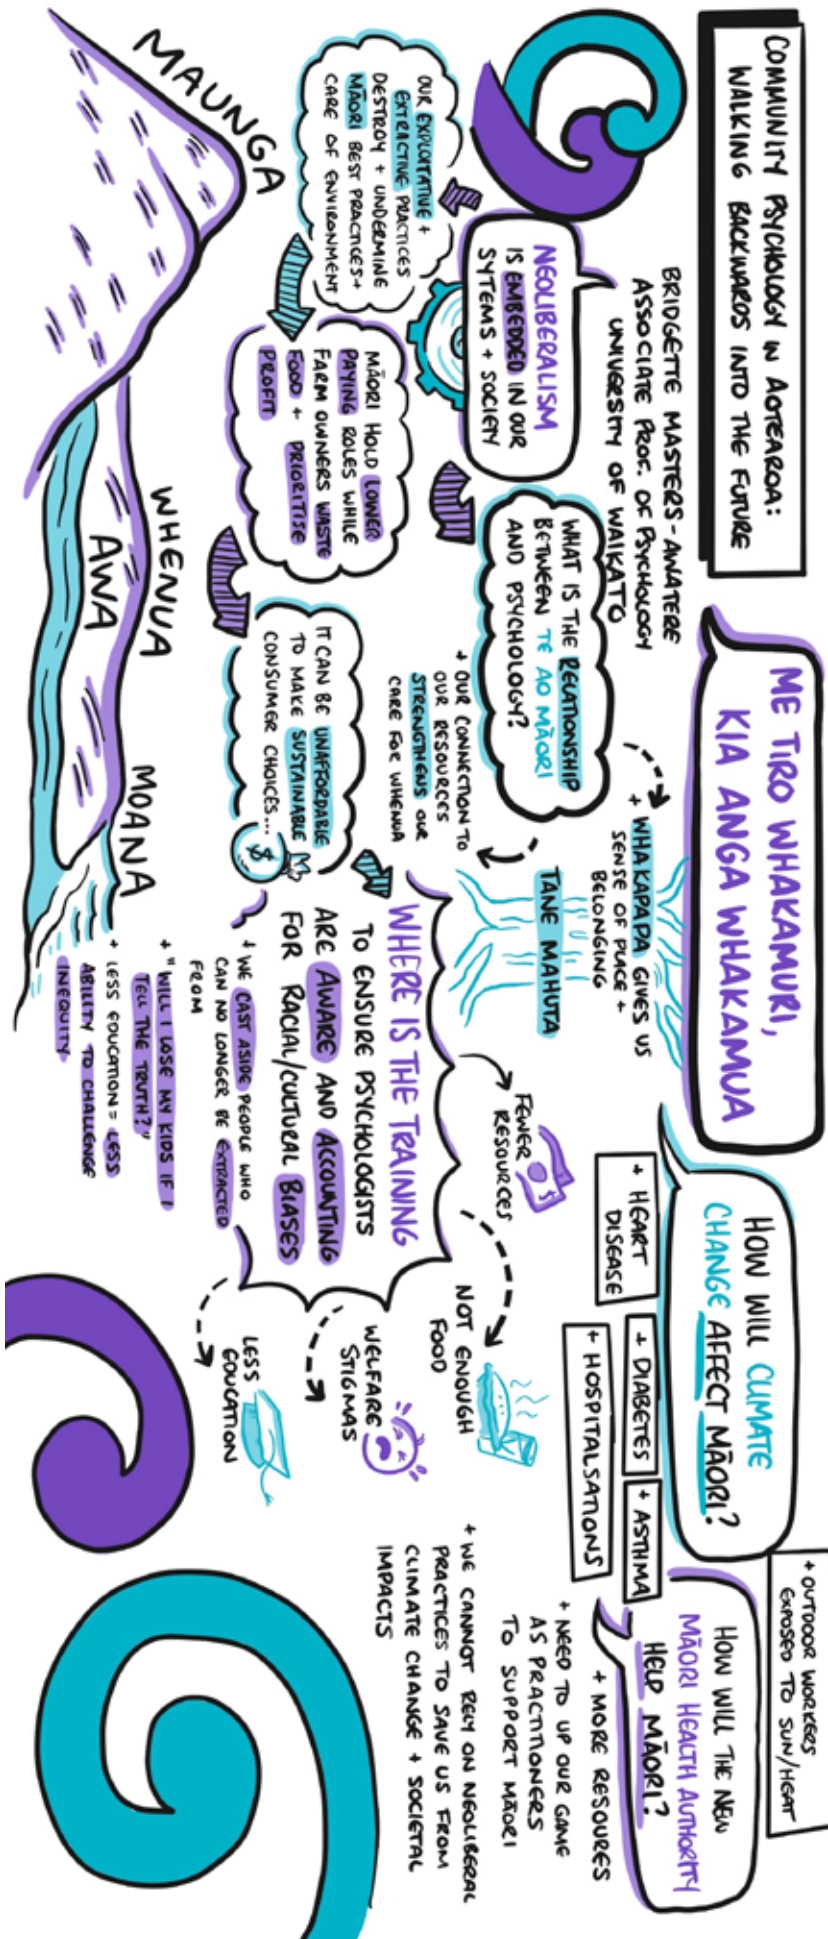 COMMUNITY PSYCHOLOGY IN AOTEAROA:
WALKING BACKWARDS INTO THE FUTURE
BRIDGETTE MASTERS-AWATERE
ASSOCIATE PROF. OF PSYCHOLOGY
UNIVERSITY OF WAIKATO
NEOLIBERALISM
IS EMBEDDED IN OUR
SYTEMS + SOCIETY
OUR EXPLOITATIVE +
EXTRACTIVE PRACTICES
DESTROY + UNDERMINE
MĀORI BEST PRACTICES+
CARE OF ENVIRONMENT
MĀORI HOLD LOWER
PAYING ROLES WHILE
FARM OWNERS WASTE
FOOD + PRIORITISE
PROFIT
IT CAN BE UNAFFORDABLE
TO MAKE SUSTAINABLE
CONSUMER CHOICES...
$
MAUNGA
WHENUA
AWA
MOANA
ME TIRO WHAKAMURI,
KIA ANGA WHAKAMUA
WHAT IS THE RELATIONSHIP
BETWEEN TE AO MĀORI
AND PSYCHOLOGY?
+ WHAKAPAPA GIVES US
SENSE OF PLACE +
BELONGING
TANE MAHUTA
+ OUR CONNECTION TO
OUR RESOURCES
STRENGTHENS OUR
CARE FOR WHENUA
WHERE IS THE TRAINING
TO ENSURE PSYCHOLOGISTS
ARE AWARE AND ACCOUNTING
FOR RACIAL/CULTURAL BIASES
+ WE CAST ASIDE PEOPLE WHO
CAN NO LONGER BE EXTRACTED
FROM
+ "WILL I LOSE MY KIDS IF I
TELL THE TRUTH?"
+ LESS EDUCATION = LESS
ABILITY TO CHALLENGE
INEQUITY
FEWER
RESOURCES
$
NOT ENOUGH
FOOD
WELFARE
STIGMAS
LESS
EDUCATION
HOW WILL CLIMATE
CHANGE AFFECT MĀORI?
+ HEART
DISEASE
+ DIABETES
+ ASTHMA
+ HOSPITALSATIONS
+ OUTDOOR WORKERS
EXPOSED TO SUN/HEAT
HOW WILL THE NEW
MĀORI HEALTH AUTHORITY
HELP MĀORI?
+ MORE RESOURES
+ NEED TO UP OUR GAME
AS PRACTITIONERS
TO SUPPORT MĀORI
+ WE CANNOT RELY ON NEOLIBERAL
PRACTICES TO SAVE US FROM
CLIMATE CHANGE + SOCIETAL
IMPACTS